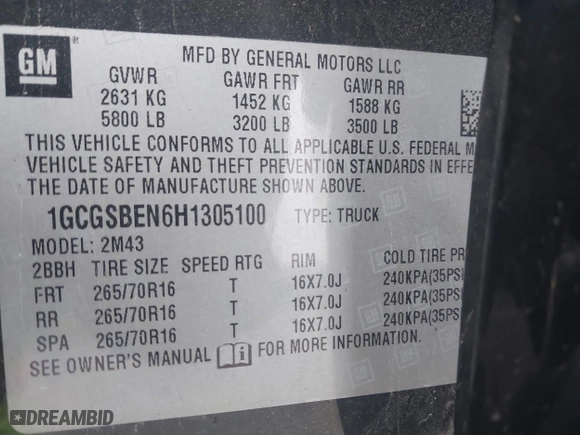 GM
MFD BY GENERAL MOTORS LLC
GVWR GAWR FRT GAWR RR
2631 KG 1452 KG 1588 KG
5800 LB 3200 LB 3500 LB
THIS VEHICLE CONFORMS TO ALL APPLICABLE U.S. FEDERAL M
VEHICLE SAFETY AND THEFT PREVENTION STANDARDS IN EFFE
THE DATE OF MANUFACTURE SHOWN ABOVE.
1GCGSBEN6H1305100 TYPE: TRUCK
MODEL: 2M43
2BBH TIRE SIZE SPEED RTG RIM COLD TIRE PR
FRT 265/70R16 T 16X7.0J 240KPA(35PSI)
RR 265/70R16 T 16X7.0J 240KPA(35PSI
SPA 265/70R16 T 16X7.0J 240KPA(35PS
SEE OWNER'S MANUAL FOR MORE INFORMATION.
DREAMBID